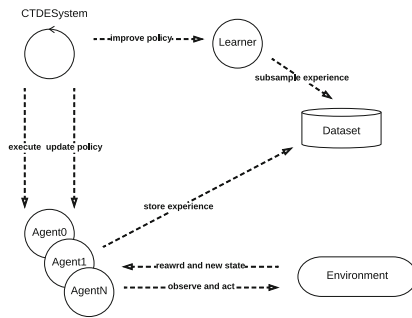 CTDESystem
improve policy
Learner
subsample experience
Dataset
execute update policy
store experience
Agent0
Agent1
AgentN
reawrd and new state
observe and act
Environment